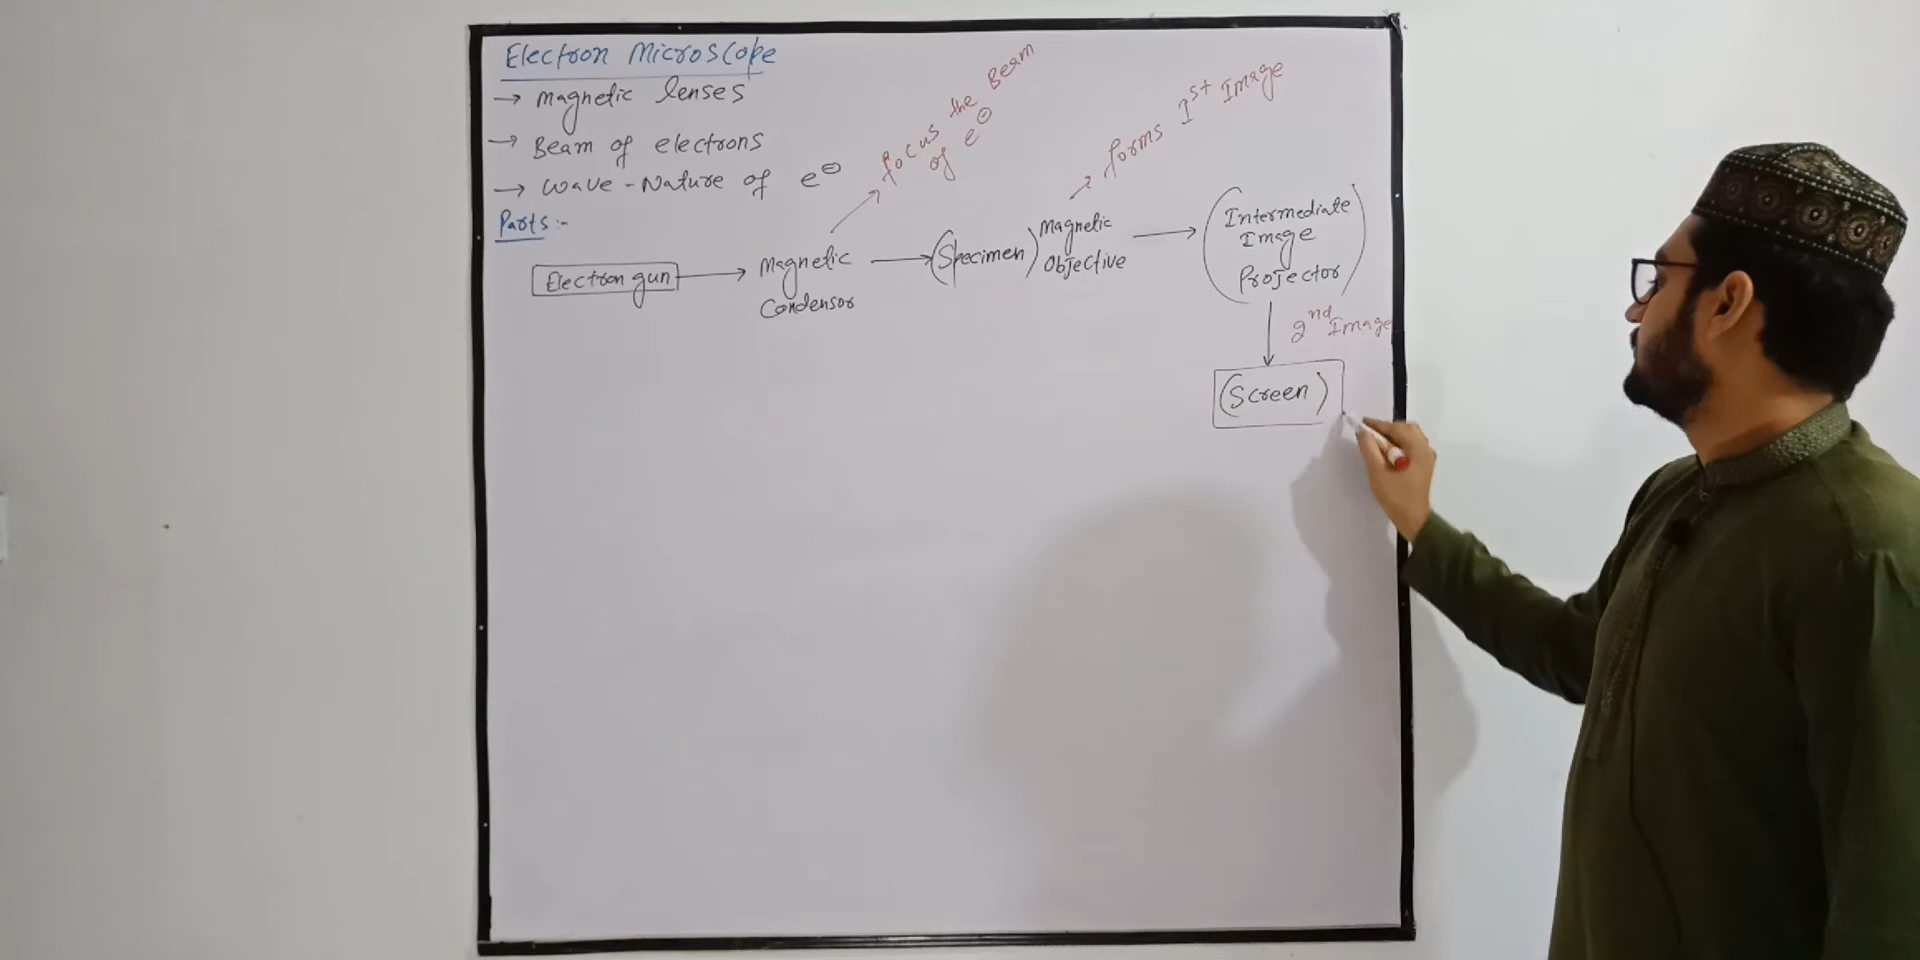 Electron Microscope
→ Magnetic lenses
→ Beam of electrons
→ Wave-Nature of e⊖
Parts:-
Electron gun → Magnetic Condensor → (Specimen) Magnetic Objective → (Intermediate Image Projector)
focus the Beam of e⊖
forms 1st Image
2nd Image
(Screen)